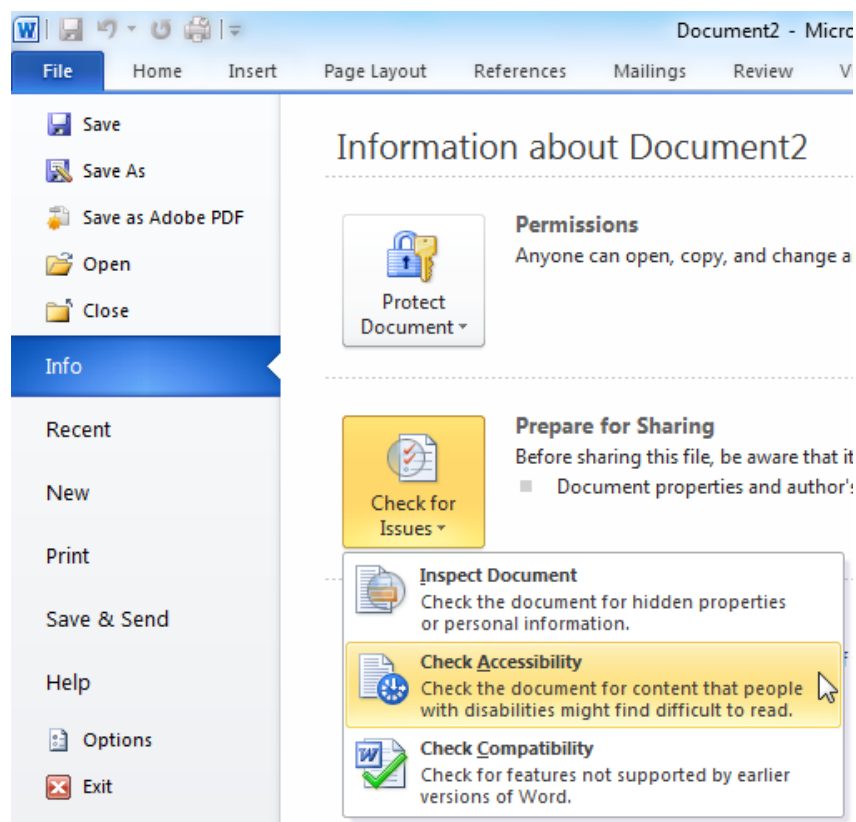 Document2 - Micro
File Home Insert Page Layout References Mailings Review V
Save
Save As
Save as Adobe PDF
Open
Close
Info
Recent
New
Print
Save & Send
Help
Options
Exit
Information about Document2
Protect
Document
Permissions
Anyone can open, copy, and change a
Check for
Issues
Prepare for Sharing
Before sharing this file, be aware that it
Document properties and author's
Inspect Document
Check the document for hidden properties
or personal information.
Check Accessibility
Check the document for content that people
with disabilities might find difficult to read.
Check Compatibility
Check for features not supported by earlier
versions of Word.